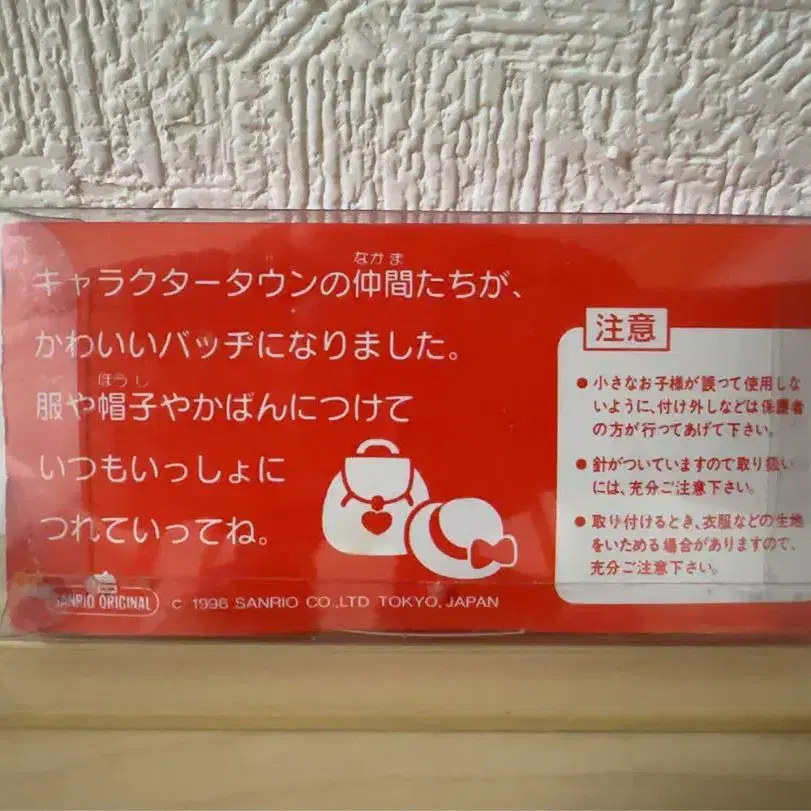 なかま
キャラクタータウンの仲間たちが、
かわいいバッヂになりました。
ほうし
服や帽子やかばんにつけて
いつもいっしょに
つれていってね。
SANRIO ORIGINAL
C 1996 SANRIO CO.,LTD TOKYO, JAPAN
注意
● 小さなお子様が誤って使用しな
いように、付け外しなどは保護者
の方が行ってあげて下さい。
● 針がついていますので取り扱い
には、充分ご注意下さい。
● 取り付けるとき、衣服などの生地
をいためる場合がありますので、
充分ご注意下さい。